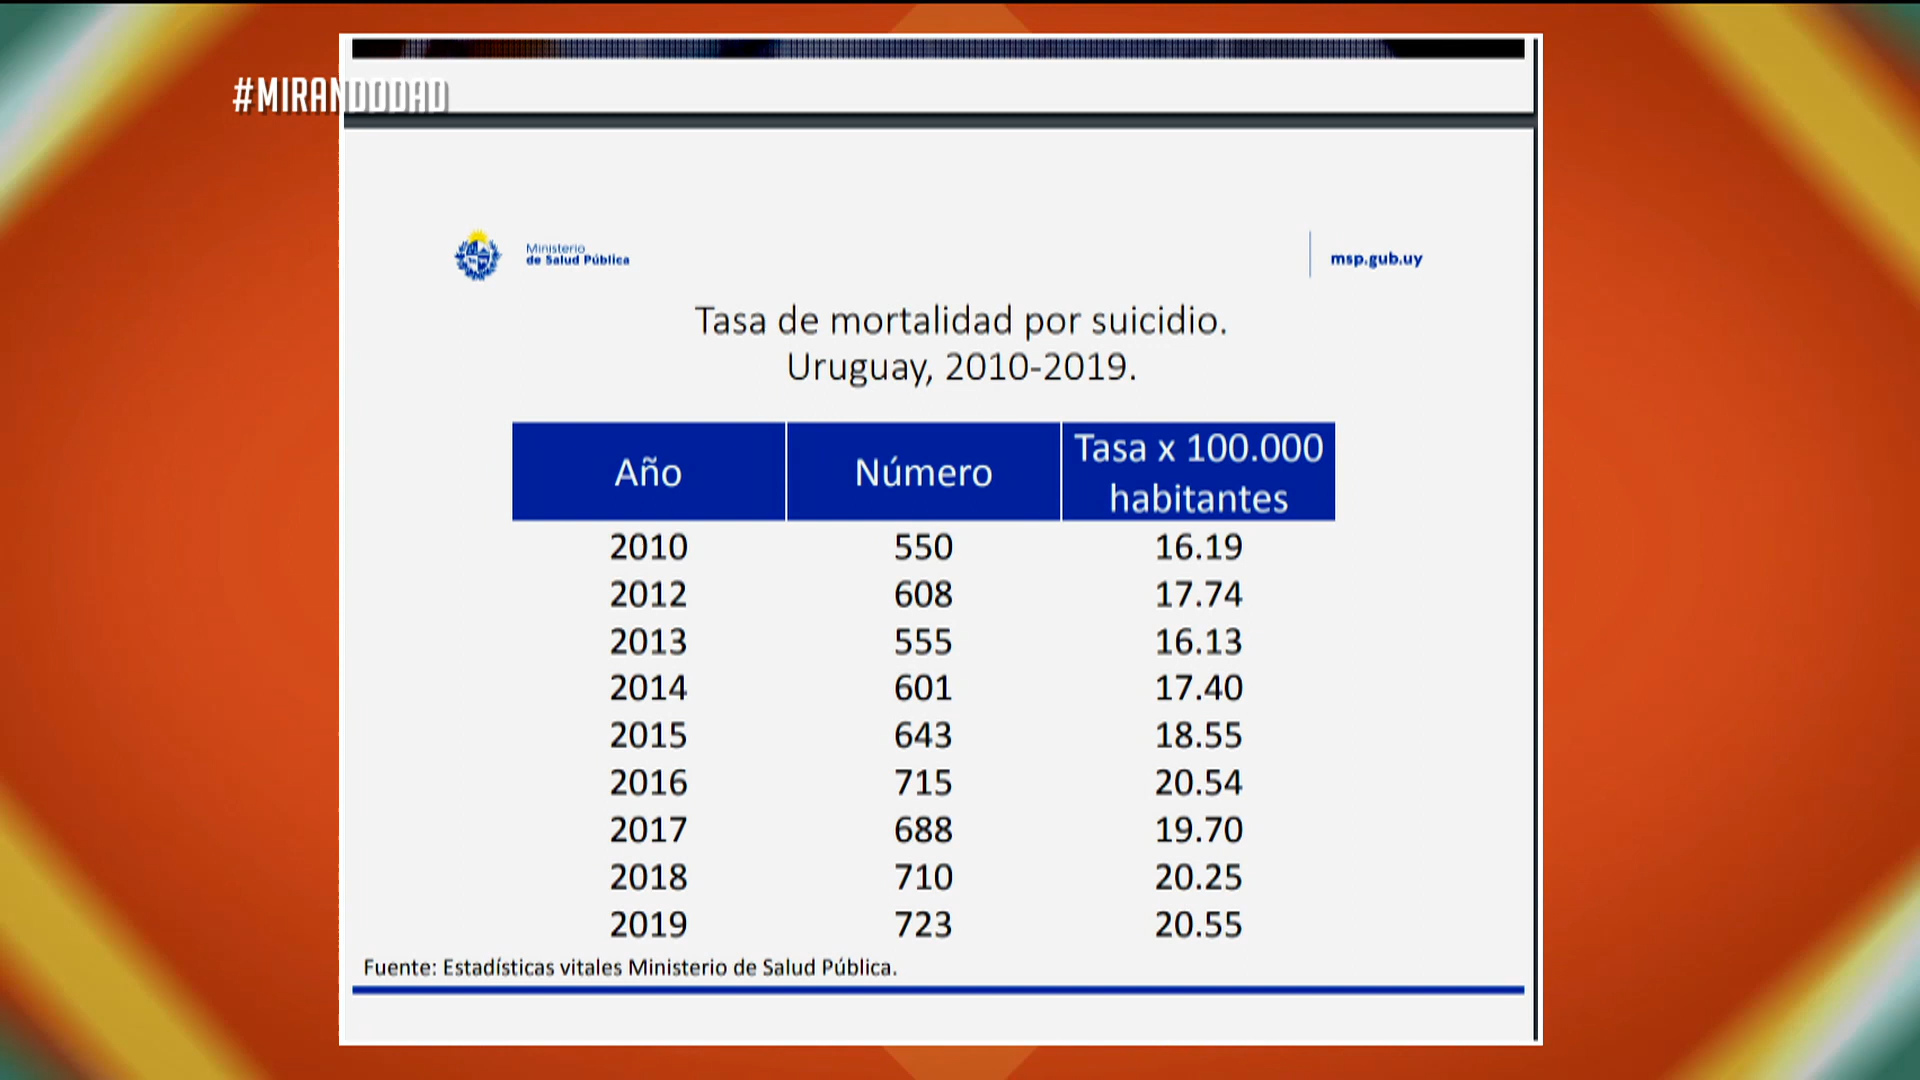 #MIRANDODAD
Ministerio
de Salud Pública
msp.gub.uy
Tasa de mortalidad por suicidio.
Uruguay, 2010-2019.
Año Número Tasa x 100.000 habitantes
2010 550 16.19
2012 608 17.74
2013 555 16.13
2014 601 17.40
2015 643 18.55
2016 715 20.54
2017 688 19.70
2018 710 20.25
2019 723 20.55
Fuente: Estadísticas vitales Ministerio de Salud Pública.